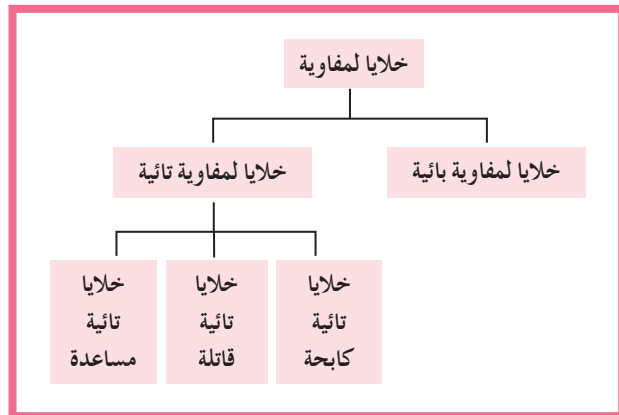 خلايا لمفاوية
خلايا لمفاوية بائية
خلايا لمفاوية تائية
خلايا
تائية
كابحة
خلايا
تائية
قاتلة
خلايا
تائية
مساعدة